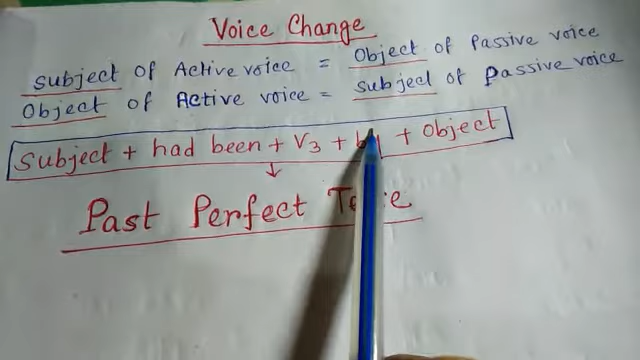 Voice Change
Subject of Active voice = Object of Passive voice
Object of Active voice = subject of Passive voice
Subject + had been + V3 + by + Object
↓
Past Perfect